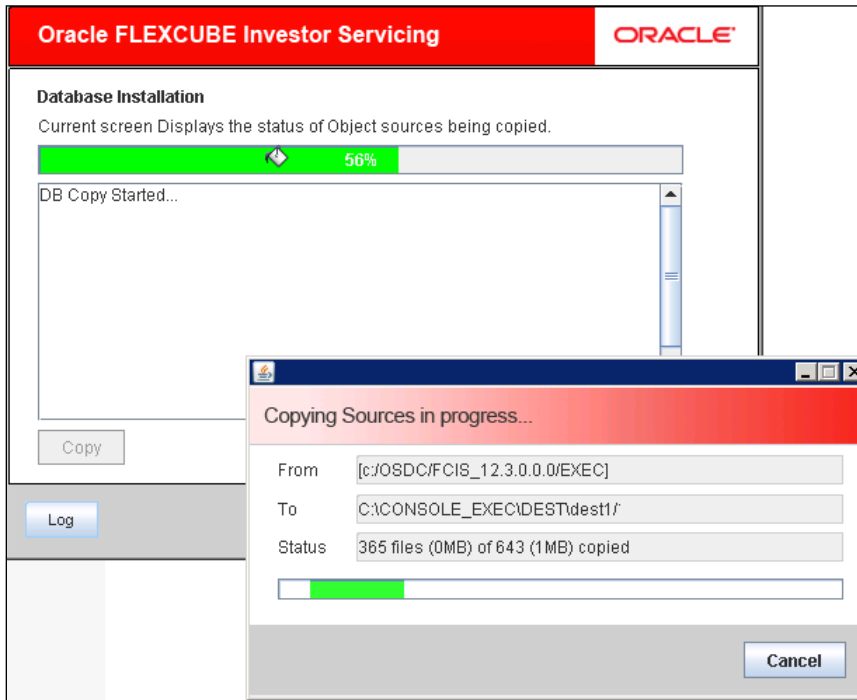 Oracle FLEXCUBE Investor Servicing
ORACLE
Database Installation
Current screen Displays the status of Object sources being copied.
56%
DB Copy Started...
Copying Sources in progress...
From [c:/OSDC/FCIS_12.3.0.0.0/EXEC]
To C:\CONSOLE_EXEC\DEST\dest1/`
Status 365 files (0MB) of 643 (1MB) copied
Copy
Log
Cancel